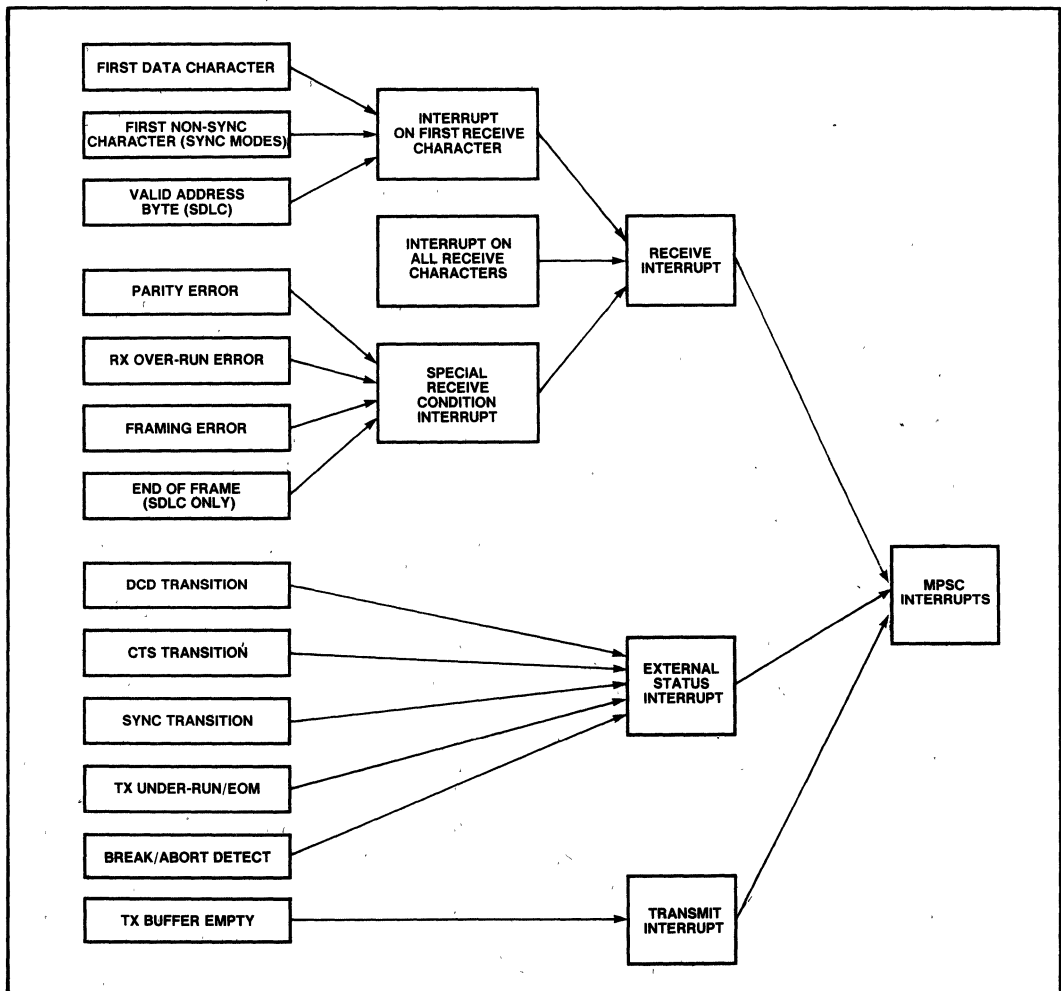 FIRST DATA CHARACTER
FIRST NON-SYNC
CHARACTER (SYNC MODES)
VALID ADDRESS
BYTE (SDLC)
INTERRUPT
ON FIRST RECEIVE
CHARACTER
INTERRUPT ON
ALL RECEIVE
CHARACTERS
RECEIVE
INTERRUPT
PARITY ERROR
RX OVER-RUN ERROR
FRAMING ERROR
END OF FRAME
(SDLC ONLY)
SPECIAL
RECEIVE
CONDITION
INTERRUPT
DCD TRANSITION
CTS TRANSITION
SYNC TRANSITION
TX UNDER-RUN/EOM
BREAK/ABORT DETECT
TX BUFFER EMPTY
EXTERNAL
STATUS
INTERRUPT
TRANSMIT
INTERRUPT
MPSC
INTERRUPTS